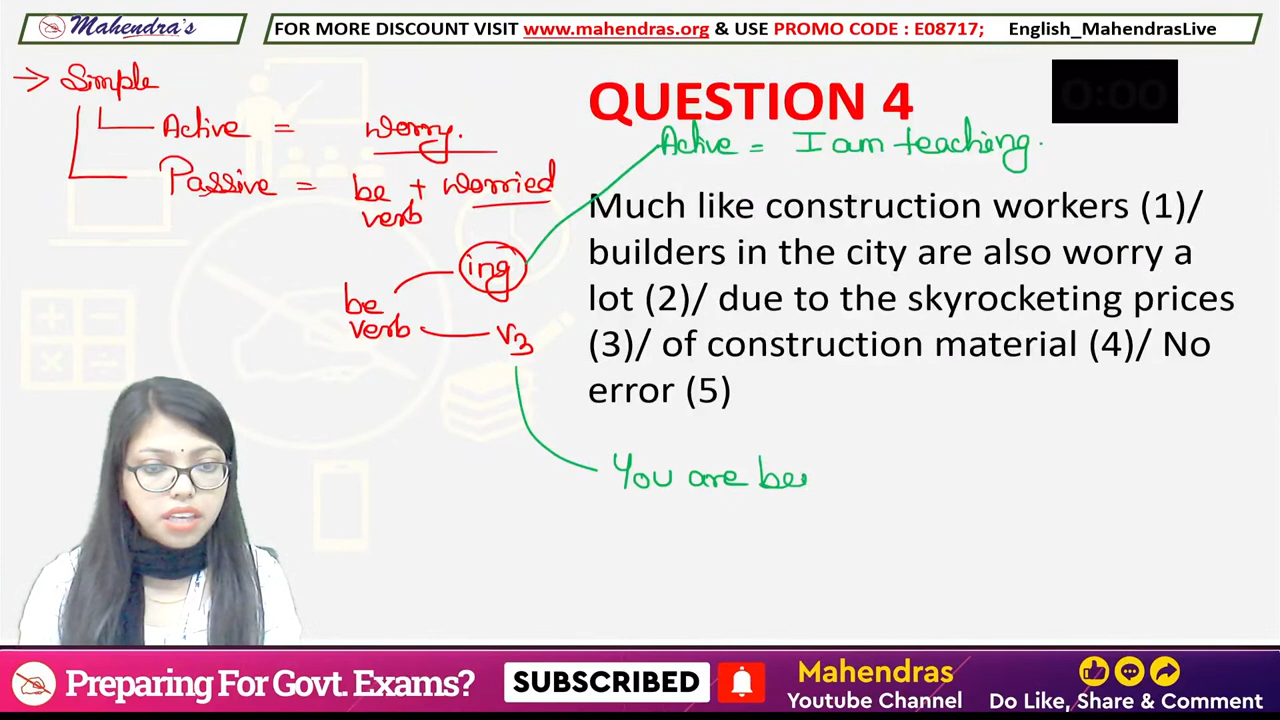 Mahendra's
FOR MORE DISCOUNT VISIT www.mahendras.org & USE PROMO CODE : E08717; English_MahendrasLive
→ Simple
Active = worry.
Passive = be + worried
verb
ing
be
verb
V3
QUESTION 4
0:00
Active = I am teaching.
Much like construction workers (1)/
builders in the city are also worry a
lot (2)/ due to the skyrocketing prices
(3)/ of construction material (4)/ No
error (5)
You are be
Preparing For Govt. Exams?
SUBSCRIBED
Mahendras
YouTube Channel
Do Like, Share & Comment